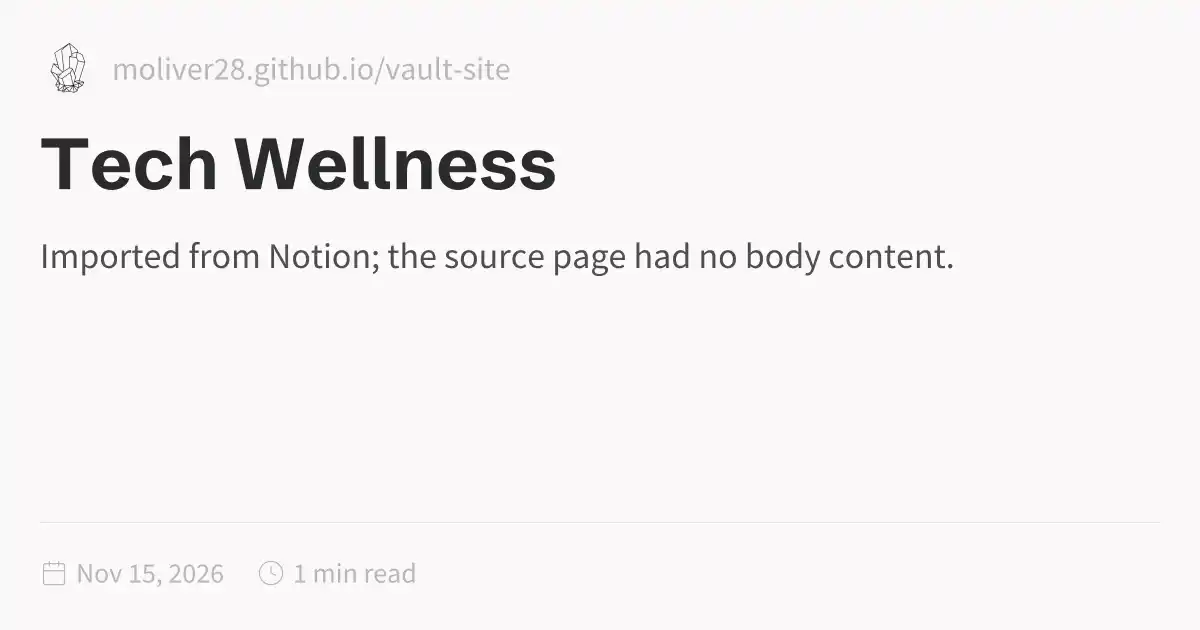 moliver28.github.io/vault-site
Tech Wellness
Imported from Notion; the source page had no body content.
Nov 15, 2026 1 min read